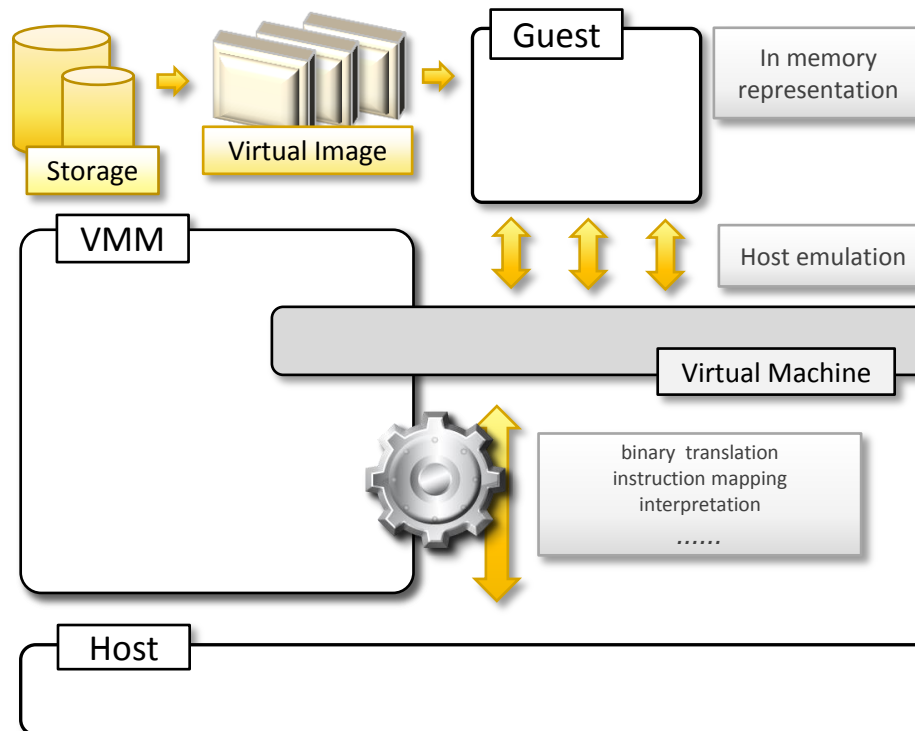 Guest
In memory
representation
Virtual Image
Storage
VMM
Host emulation
Virtual Machine
binary translation
instruction mapping
interpretation
......
Host